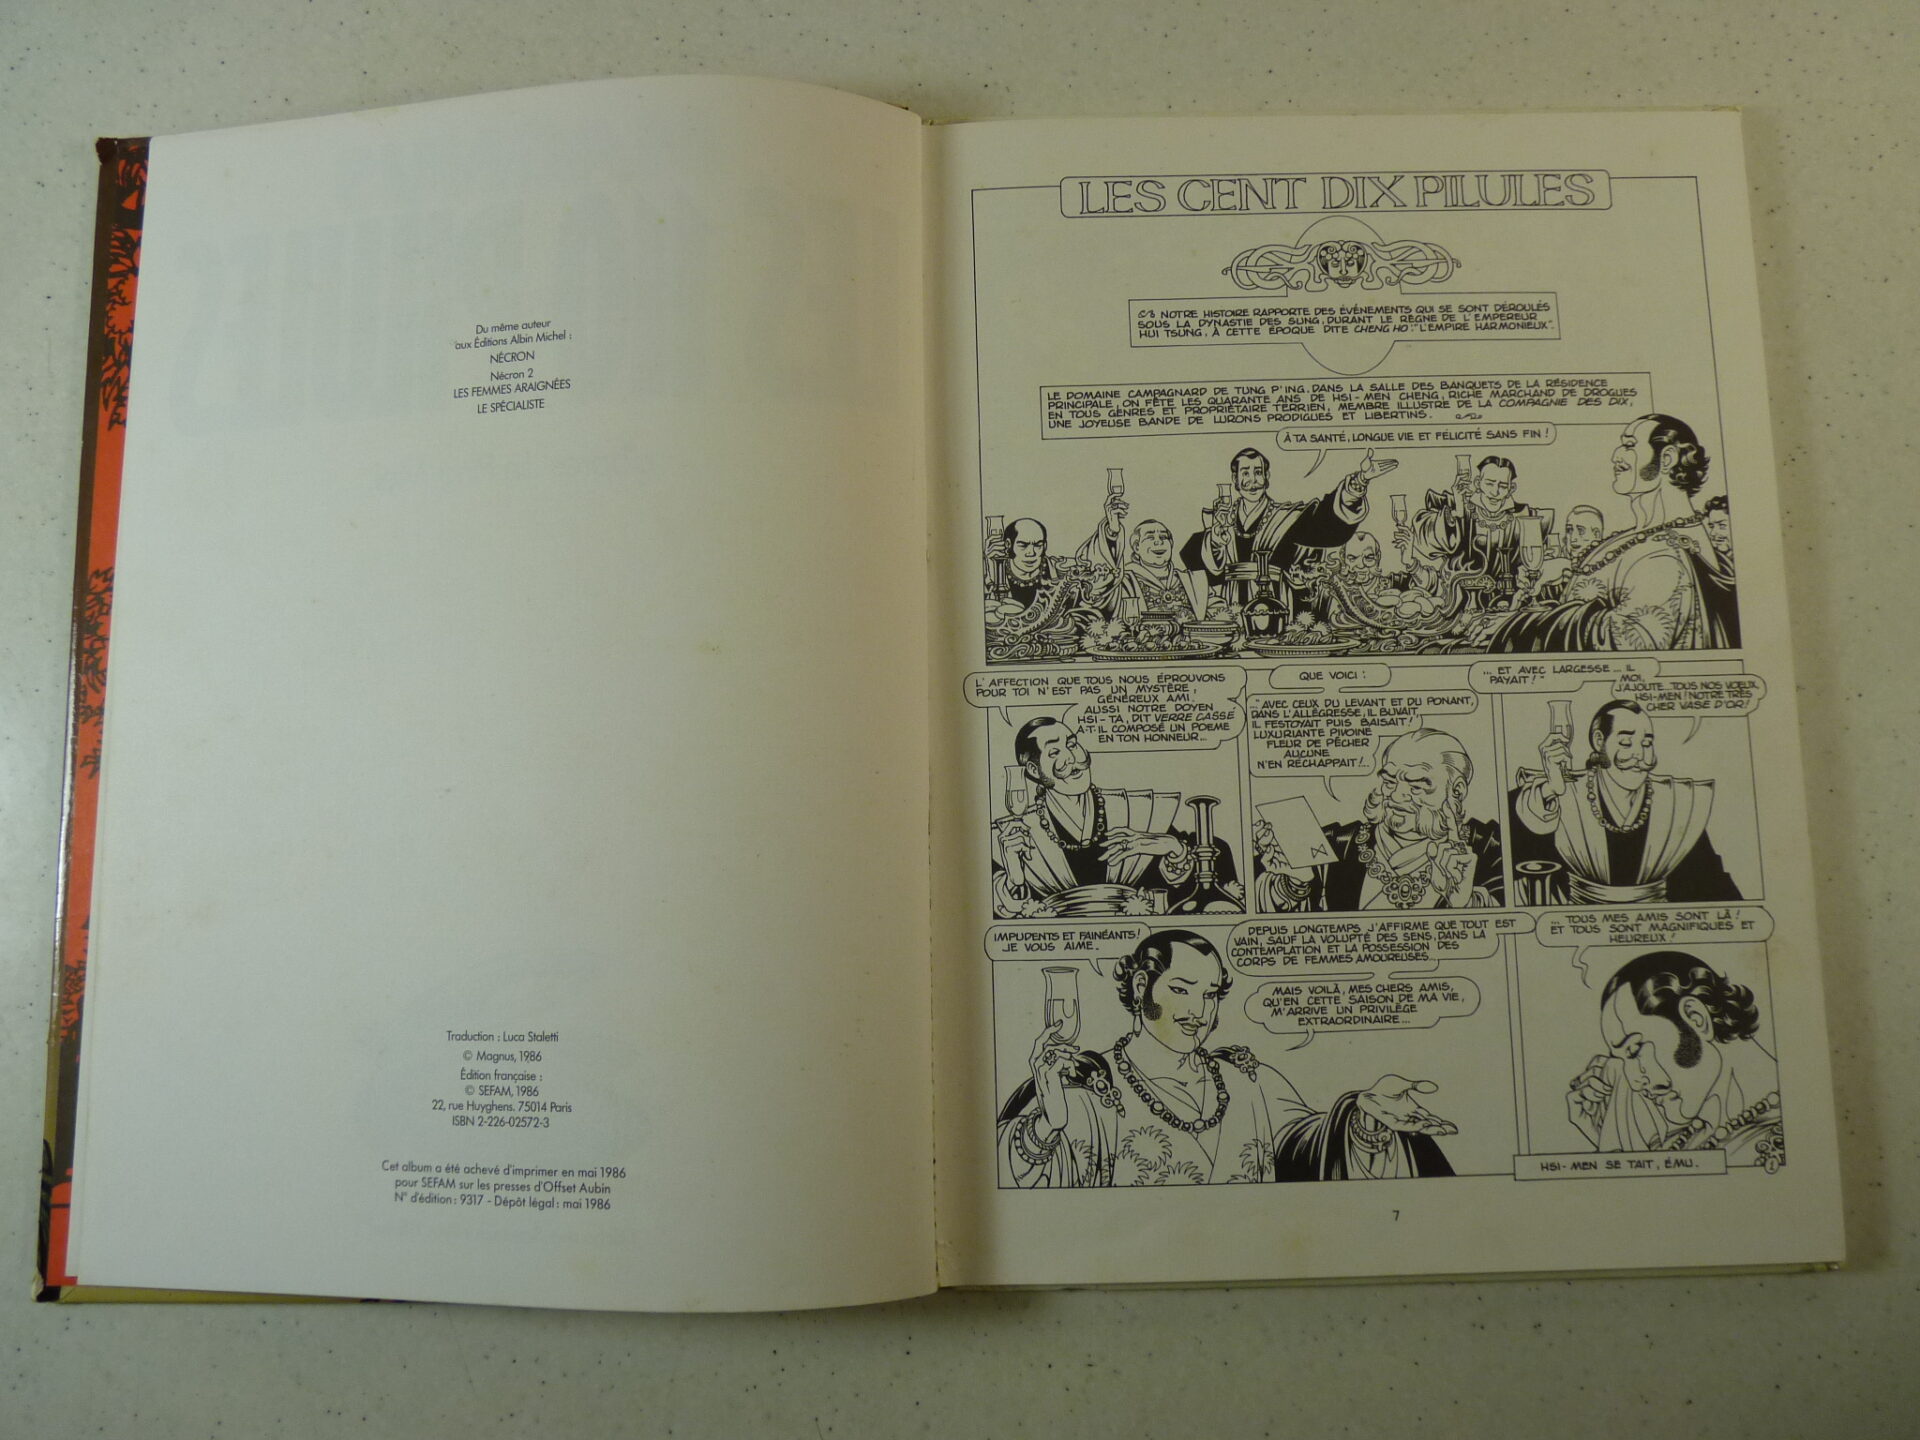 Du même auteur
aux Éditions Albin Michel :
NÉCRON
Nécron 2
LES FEMMES ARAIGNÉES
LE SPÉCIALISTE
Traduction : Luca Staletti
© Magnus, 1986
Édition française :
© SEFAM, 1986
22, rue Huyghens. 75014 Paris
ISBN 2-226-02572-3
Cet album a été achevé d'imprimer en mai 1986
pour SEFAM sur les presses d'Offset Aubin
N° d'édition : 9317 - Dépôt légal : mai 1986
LES CENT DIX PILULES
NOTRE HISTOIRE RAPPORTE DES ÉVÉNEMENTS QUI SE SONT DÉROULÉS
SOUS LA DYNASTIE DES SUNG, DURANT LE RÈGNE DE L'EMPEREUR
HUI TSUNG, À CETTE ÉPOQUE DITE CHENG HO: "L'EMPIRE HARMONIEUX".
LE DOMAINE CAMPAGNARD DE TUNG P'ING. DANS LA SALLE DES BANQUETS DE LA RÉSIDENCE
PRINCIPALE, ON FÊTE LES QUARANTE ANS DE HSI-MEN CHENG, RICHE MARCHAND DE DROGUES
EN TOUS GENRES ET PROPRIÉTAIRE TERRIEN, MEMBRE ILLUSTRE DE LA COMPAGNIE DES DIX,
UNE JOYEUSE BANDE DE LURONS PRODIGUES ET LIBERTINS.
À TA SANTÉ, LONGUE VIE ET FÉLICITÉ SANS FIN !
L'AFFECTION QUE TOUS NOUS ÉPROUVONS
POUR TOI N'EST PAS UN MYSTÈRE,
GÉNÉREUX AMI.
AUSSI NOTRE DOYEN
HSI-TA, DIT VERRE CASSÉ
A-T-IL COMPOSÉ UN POEME
EN TON HONNEUR...
QUE VOICI :
"AVEC CEUX DU LEVANT ET DU PONANT,
DANS L'ALLÉGRESSE, IL BUVAIT,
IL FESTOYAIT PUIS BAISAIT !
LUXURIANTE PIVOINE
FLEUR DE PÊCHER
AUCUNE
N'EN RÉCHAPPAIT !...
... ET AVEC LARGESSE ... IL
PAYAIT !"
MOI,
J'AJOUTE...TOUS NOS VŒUX,
HSI-MEN ! NOTRE TRÈS
CHER VASE D'OR !
IMPUDENTS ET FAINÉANTS !
JE VOUS AIME.
DEPUIS LONGTEMPS J'AFFIRME QUE TOUT EST
VAIN, SAUF LA VOLUPTÉ DES SENS, DANS LA
CONTEMPLATION ET LA POSSESSION DES
CORPS DE FEMMES AMOUREUSES...
MAIS VOILÀ, MES CHERS AMIS,
QU'EN CETTE SAISON DE MA VIE,
M'ARRIVE UN PRIVILÈGE
EXTRAORDINAIRE...
... TOUS MES AMIS SONT LÀ !
ET TOUS SONT MAGNIFIQUES ET
HEUREUX !
HSI-MEN SE TAIT, ÉMU.
1
7